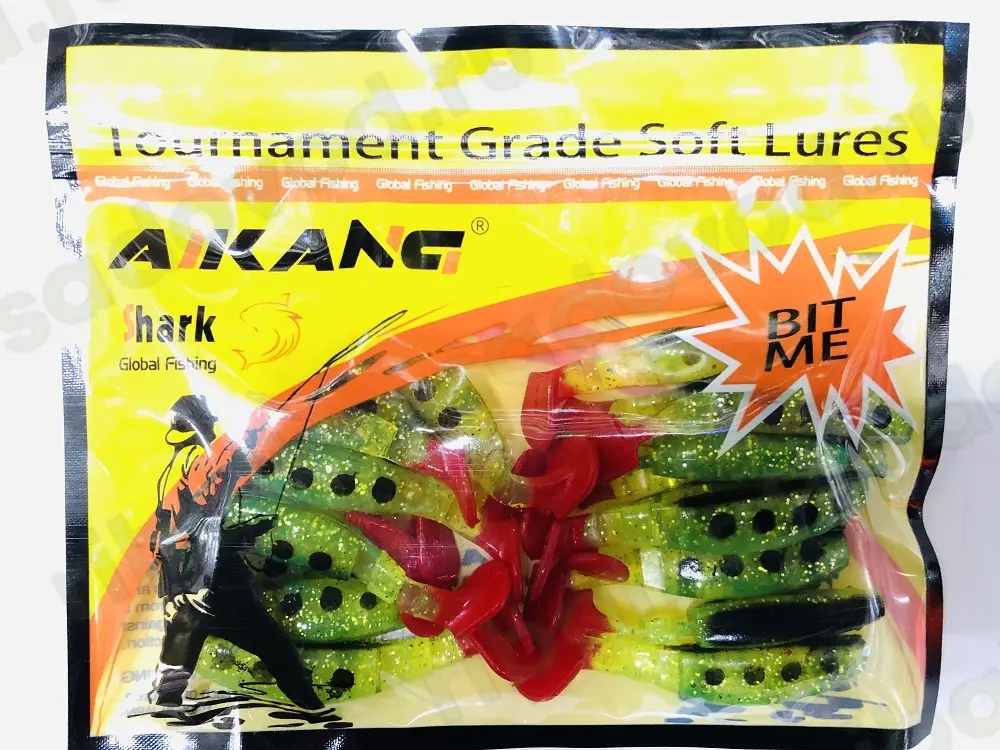 Tournament Grade Soft Lures
Global Fishing Global Fishing Global Fishing Global Fishing Global Fishing Global Fishing Global Fishing Global Fishing Global Fishing
AIKANG®
Shark
Global Fishing
BIT
ME